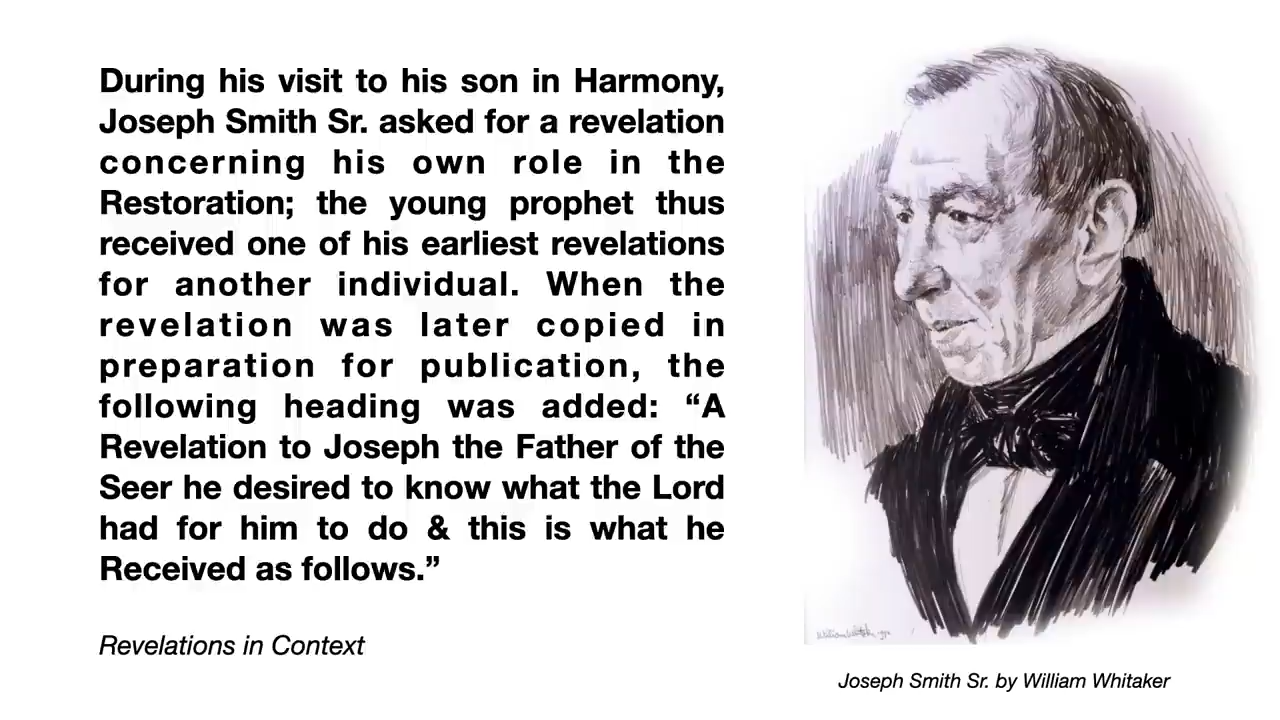 During his visit to his son in Harmony,
Joseph Smith Sr. asked for a revelation
concerning his own role in the
Restoration; the young prophet thus
received one of his earliest revelations
for another individual. When the
revelation was later copied in
preparation for publication, the
following heading was added: “A
Revelation to Joseph the Father of the
Seer he desired to know what the Lord
had for him to do & this is what he
Received as follows.”
Revelations in Context
Joseph Smith Sr. by William Whitaker